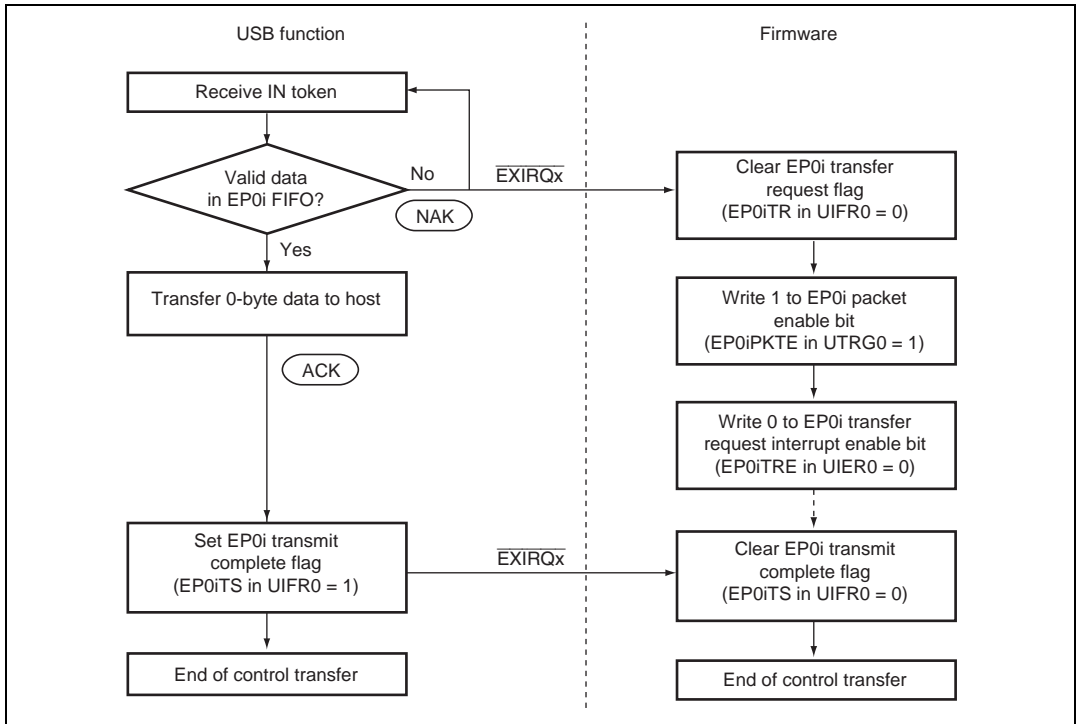 USB function
Firmware
Receive IN token
Valid data
in EP0i FIFO?
No
NAK
EXIRQx
Yes
Transfer 0-byte data to host
ACK
Set EP0i transmit
complete flag
(EP0iTS in UIFR0 = 1)
EXIRQx
End of control transfer
Clear EP0i transfer
request flag
(EP0iTR in UIFR0 = 0)
Write 1 to EP0i packet
enable bit
(EP0iPKTE in UTRG0 = 1)
Write 0 to EP0i transfer
request interrupt enable bit
(EP0iTRE in UIER0 = 0)
Clear EP0i transmit
complete flag
(EP0iTS in UIFR0 = 0)
End of control transfer